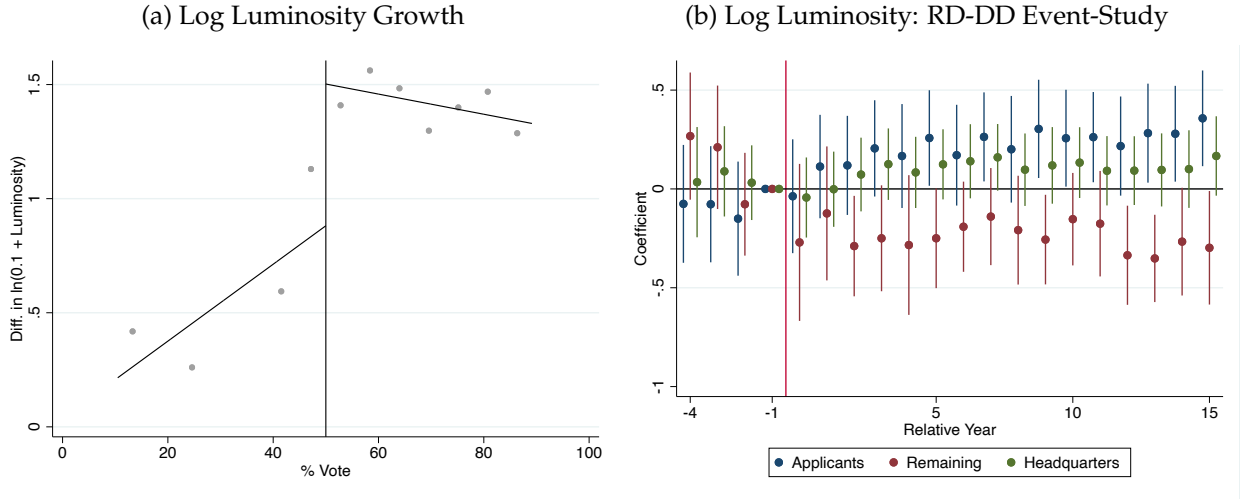 (a) Log Luminosity Growth
Diff. in ln(0.1 + Luminosity)
1.5
1
.5
0
0 20 40 60 80 100
% Vote
(b) Log Luminosity: RD-DD Event-Study
Coefficient
.5
0
-.5
-1
-4 -1 5 10 15
Relative Year
Applicants Remaining Headquarters